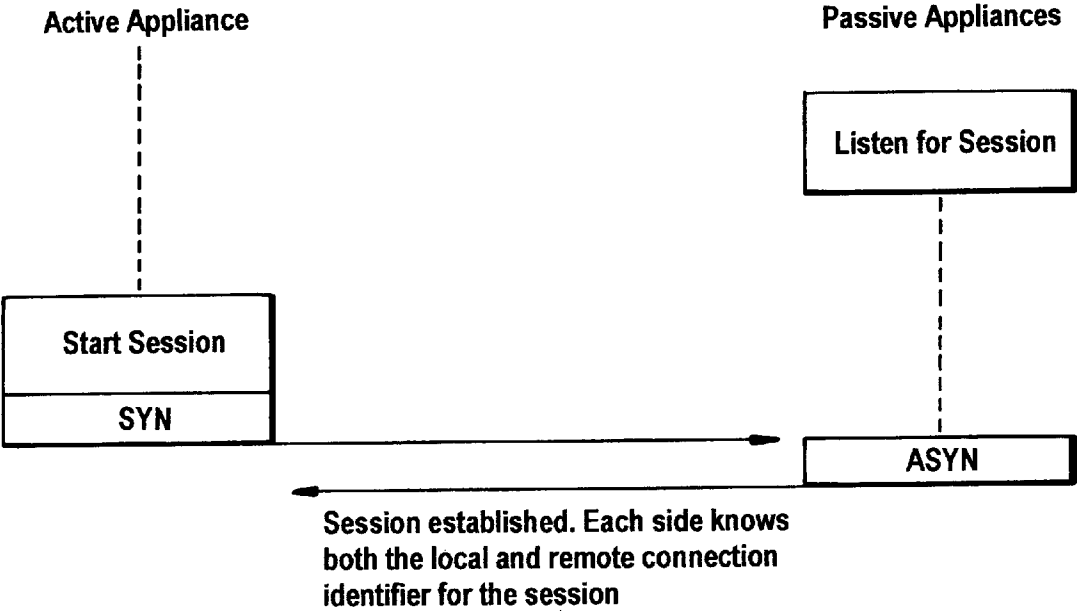 Active Appliance
Passive Appliances
Listen for Session
Start Session
SYN
ASYN
Session established. Each side knows
both the local and remote connection
identifier for the session